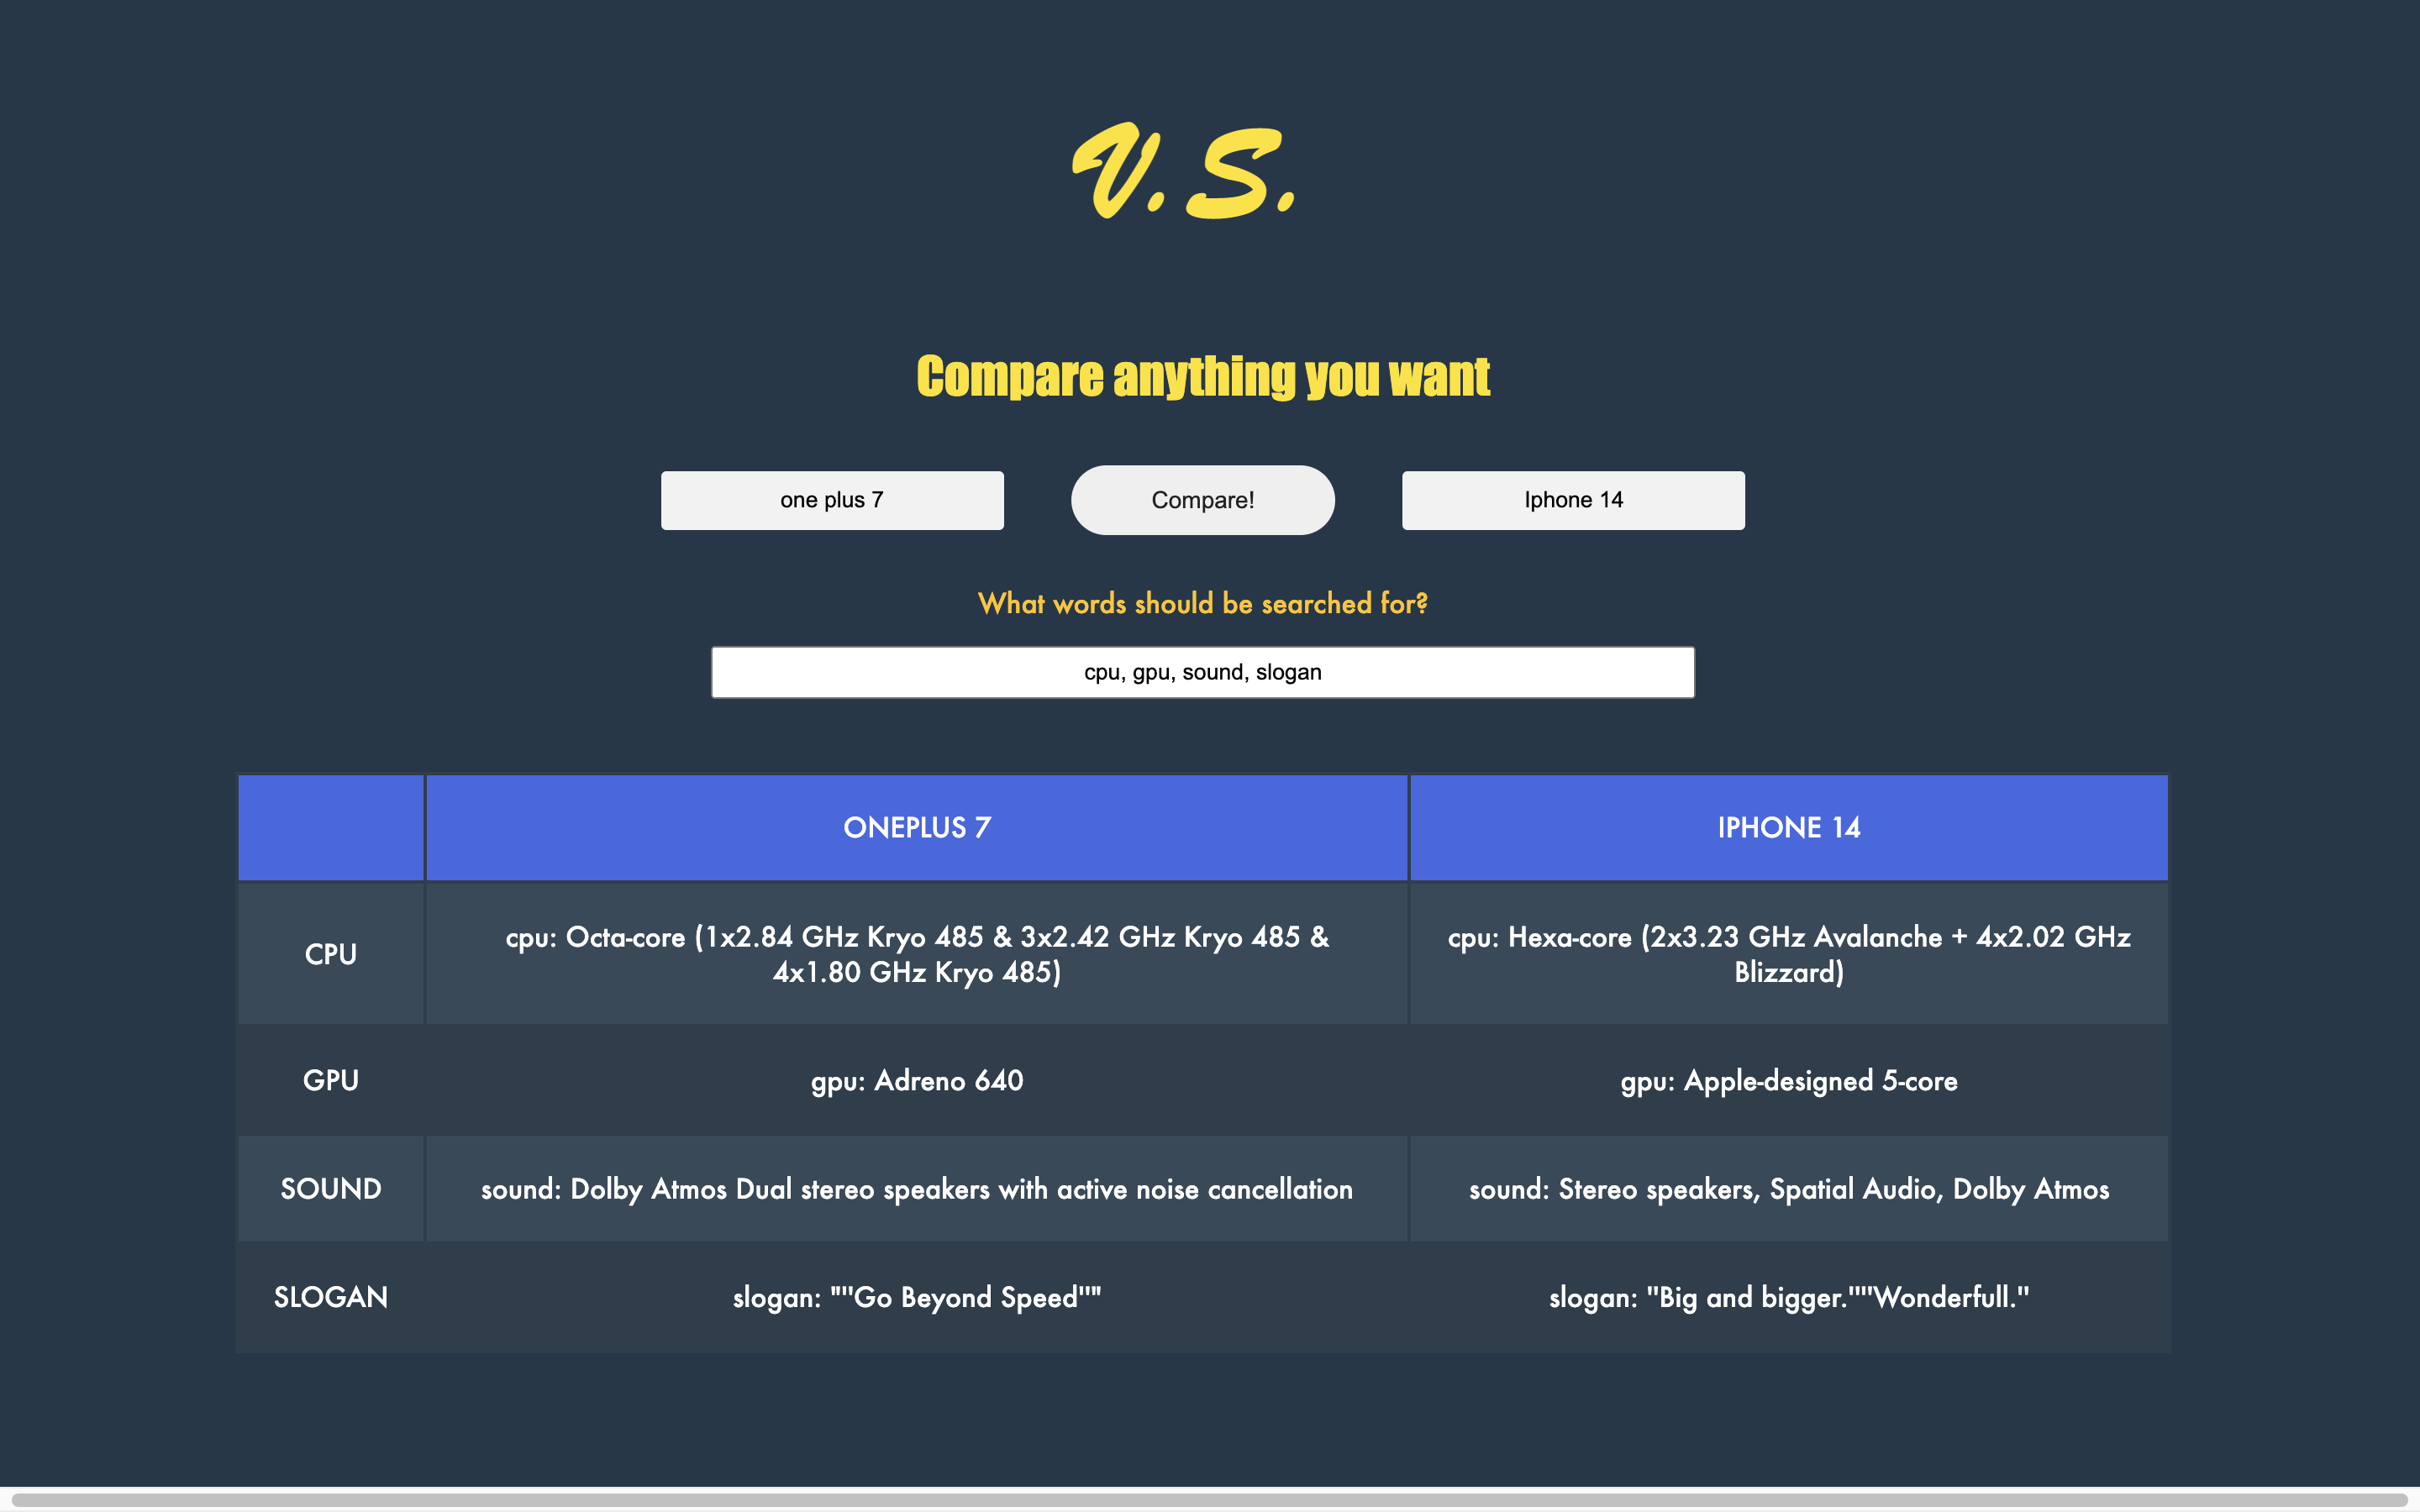 V. S.
Compare anything you want
one plus 7
Compare!
Iphone 14
What words should be searched for?
cpu, gpu, sound, slogan
ONEPLUS 7
IPHONE 14
CPU
cpu: Octa-core (1x2.84 GHz Kryo 485 & 3x2.42 GHz Kryo 485 &
4x1.80 GHz Kryo 485)
cpu: Hexa-core (2x3.23 GHz Avalanche + 4x2.02 GHz
Blizzard)
GPU
gpu: Adreno 640
gpu: Apple-designed 5-core
SOUND
sound: Dolby Atmos Dual stereo speakers with active noise cancellation
sound: Stereo speakers, Spatial Audio, Dolby Atmos
SLOGAN
slogan: ""Go Beyond Speed""
slogan: "Big and bigger.""Wonderfull."